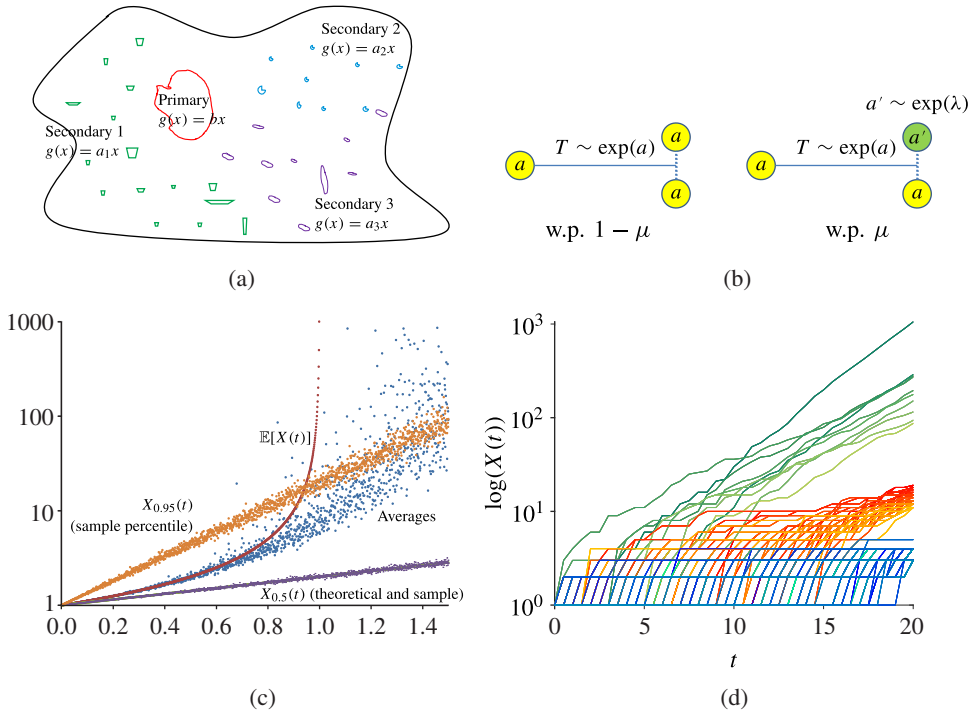 Secondary 2
g(x) = a₂x
Primary
g(x) = bx
Secondary 1
g(x) = a₁x
Secondary 3
g(x) = a₃x
(a)
a′ ∼ exp(λ)
T ∼ exp(a)
a
a
a
w.p. 1 − μ
T ∼ exp(a)
a
a′
a
w.p. μ
(b)
1000
100
10
1
0.0 0.2 0.4 0.6 0.8 1.0 1.2 1.4
𝔼[X(t)]
X₀.₉₅(t)
(sample percentile)
Averages
X₀.₅(t) (theoretical and sample)
(c)
log(X(t))
10³
10²
10¹
10⁰
0 5 10 15 20
t
(d)